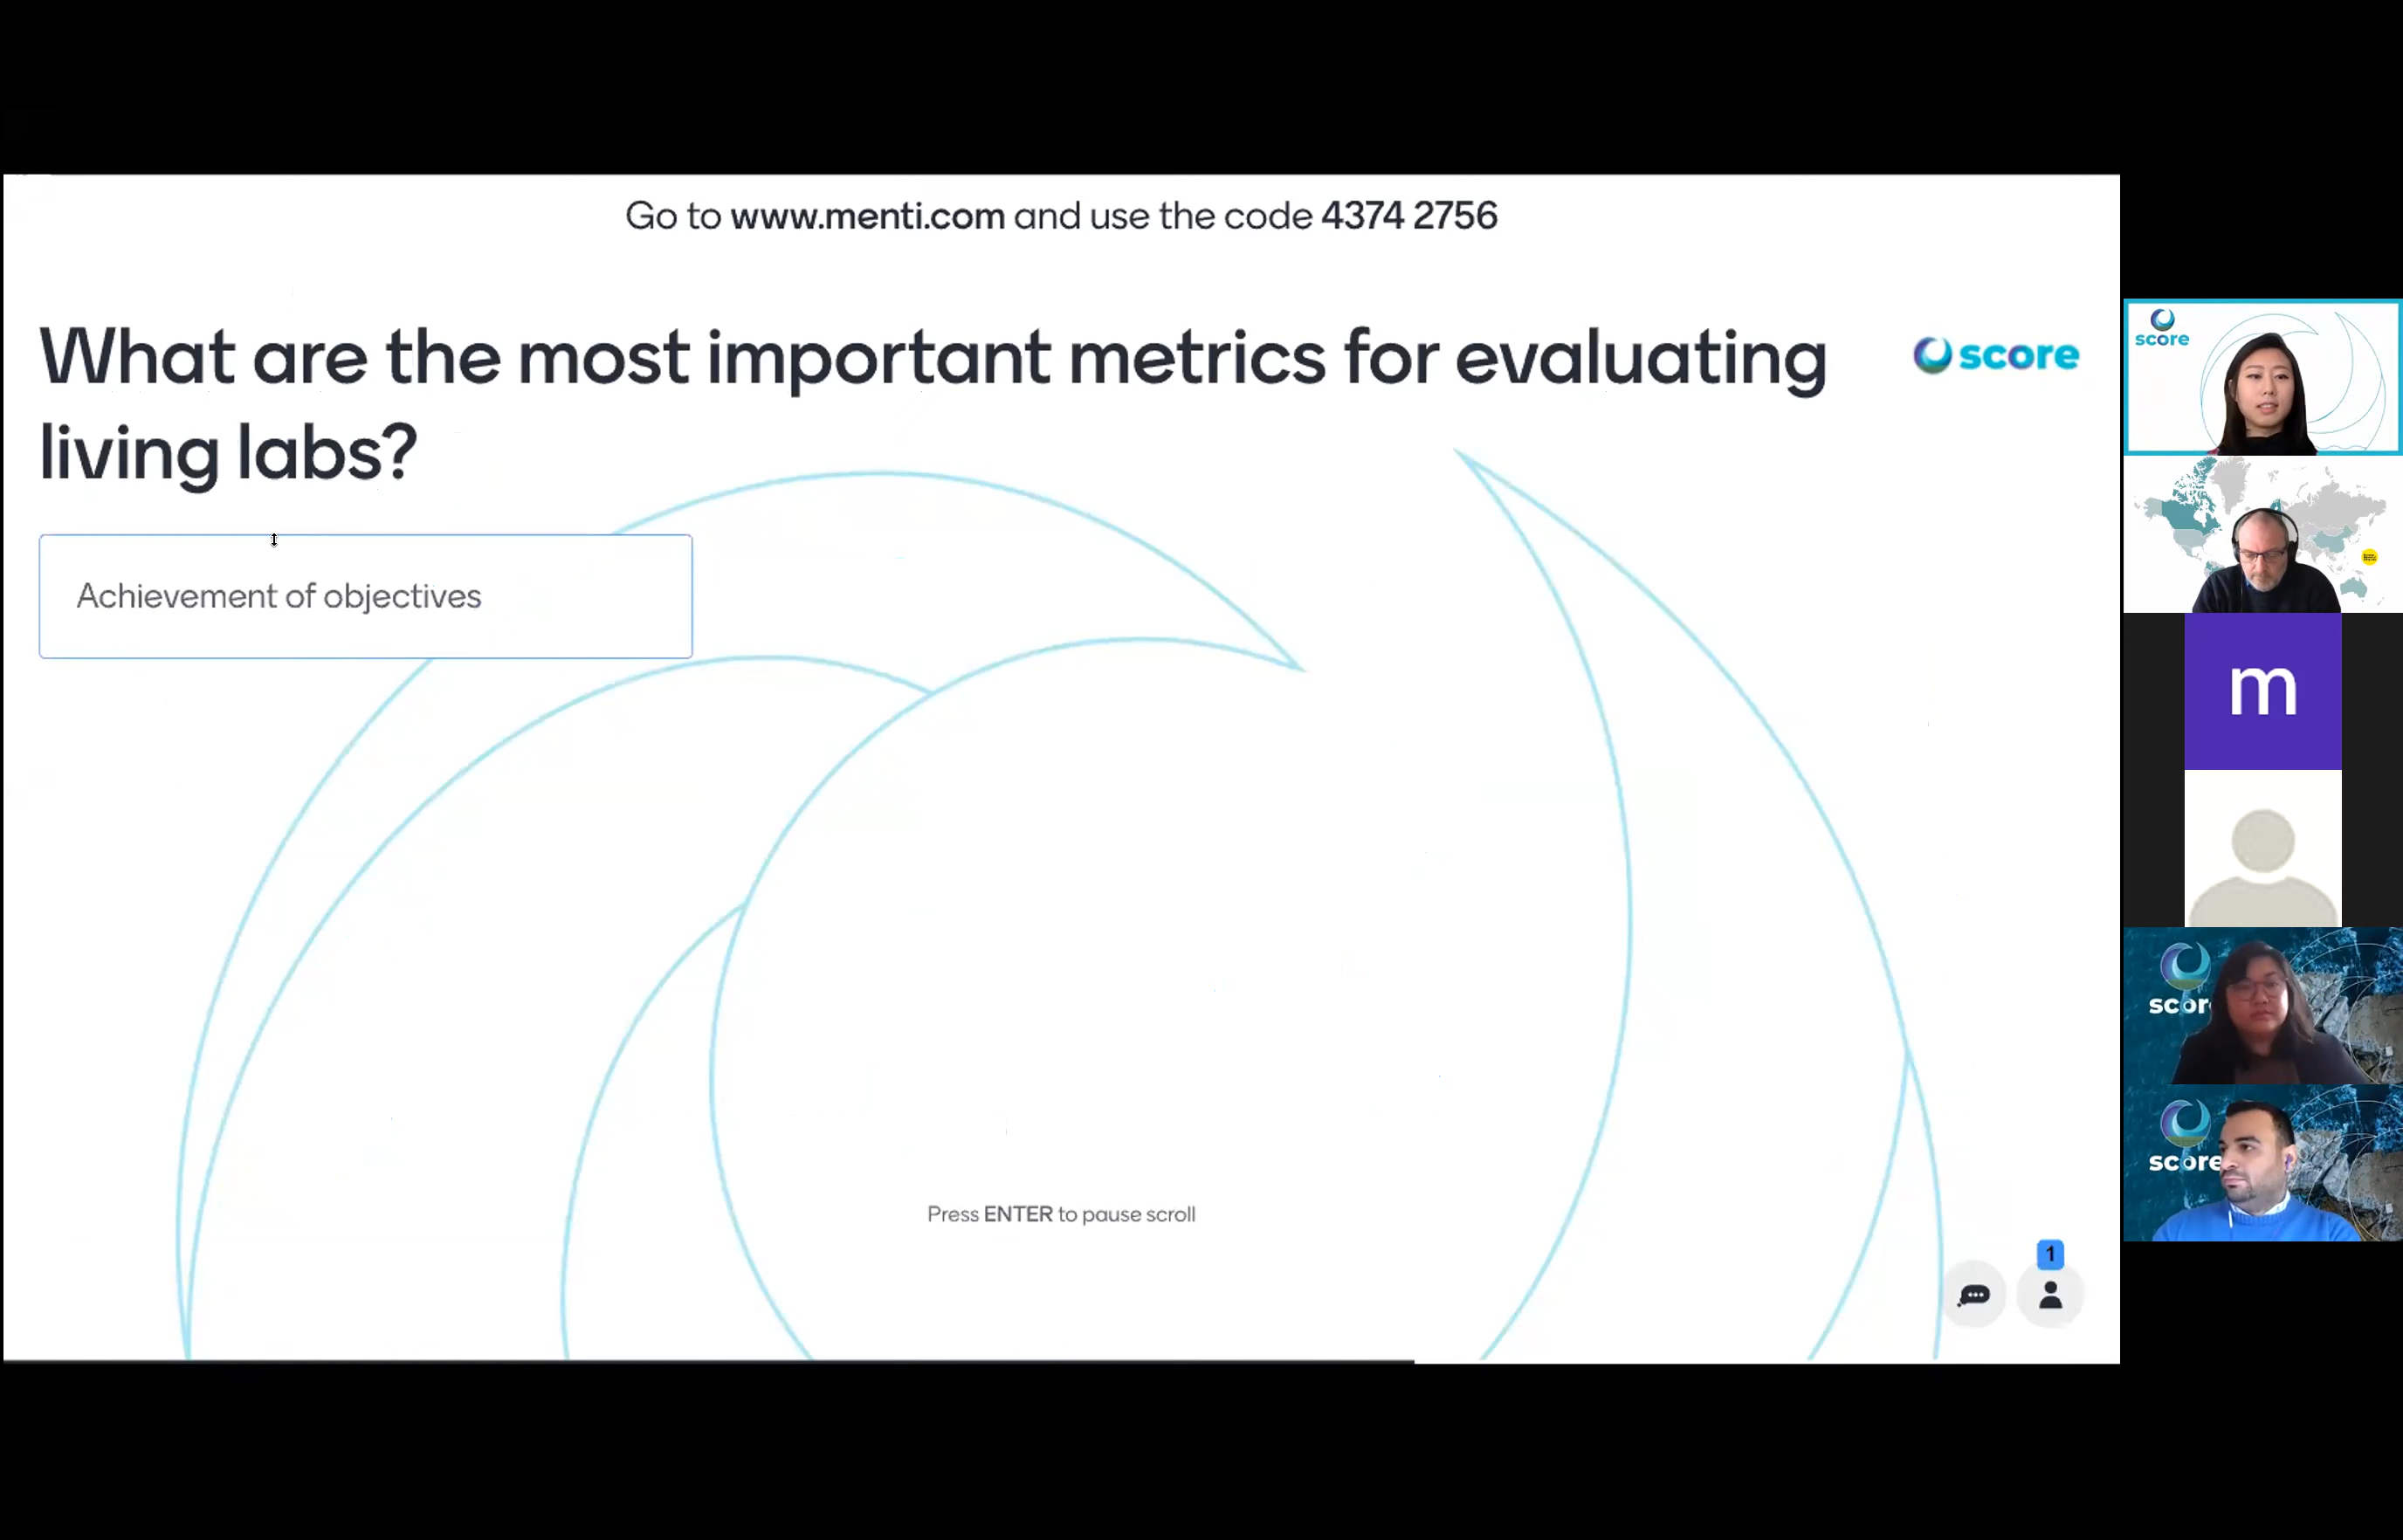 Go to www.menti.com and use the code 4374 2756
What are the most important metrics for evaluating
living labs?
score
Achievement of objectives
Press ENTER to pause scroll
1
score
m
scor
score